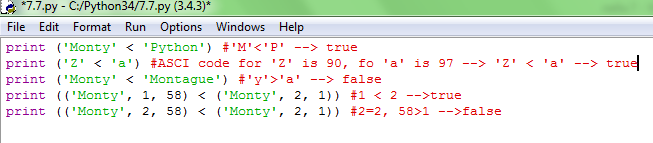 *7.7.py - C:/Python34/7.7.py (3.4.3)*
File Edit Format Run Options Windows Help
print ('Monty' < 'Python') #'M'<'P' --> true
print ('Z' < 'a') #ASCI code for 'Z' is 90, fo 'a' is 97 --> 'Z' < 'a' --> true
print ('Monty' < 'Montague') #'y'>'a' --> false
print (('Monty', 1, 58) < ('Monty', 2, 1)) #1 < 2 -->true
print (('Monty', 2, 58) < ('Monty', 2, 1)) #2=2, 58>1 -->false